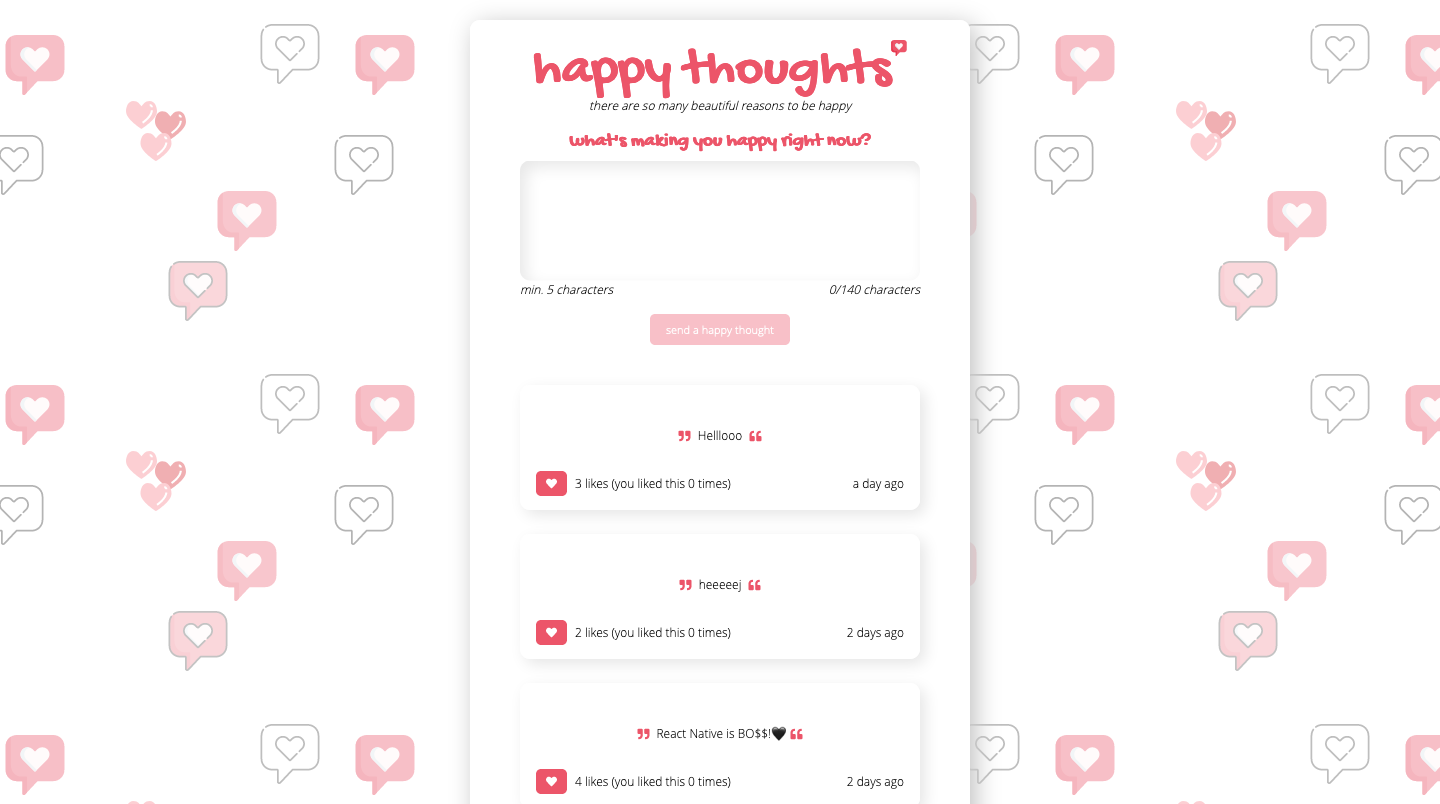 happy thoughts
there are so many beautiful reasons to be happy
what's making you happy right now?
min. 5 characters 0/140 characters
send a happy thought
❞ Helllooo ❝
3 likes (you liked this 0 times) a day ago
❞ heeeeej ❝
2 likes (you liked this 0 times) 2 days ago
❞ React Native is BO$$!🖤 ❝
4 likes (you liked this 0 times) 2 days ago